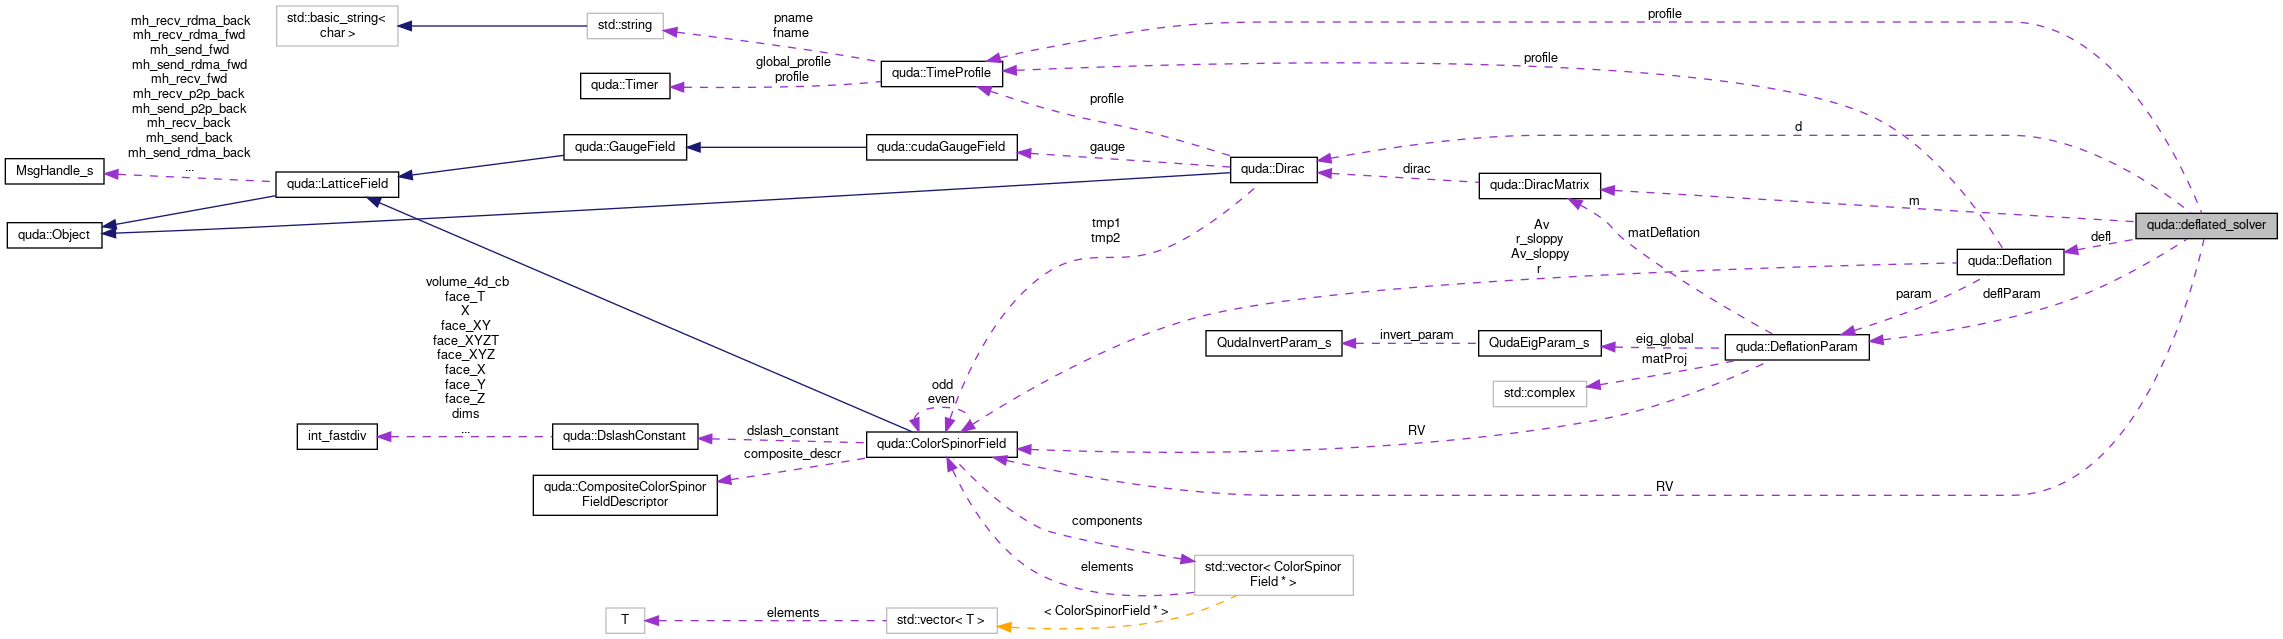 mh_recv_rdma_back
mh_recv_rdma_fwd
mh_send_fwd
mh_send_rdma_fwd
mh_recv_fwd
mh_recv_p2p_back
mh_send_p2p_back
mh_recv_back
mh_send_back
mh_send_rdma_back
...
MsgHandle_s
quda::Object
std::basic_string<
char >
quda::LatticeField
volume_4d_cb
face_T
X
face_XY
face_XYZT
face_XYZ
face_X
face_Y
face_Z
dims
...
int_fastdiv
std::string
quda::Timer
quda::GaugeField
quda::DslashConstant
quda::CompositeColorSpinor
FieldDescriptor
T
pname
fname
global_profile
profile
dslash_constant
composite_descr
elements
quda::TimeProfile
quda::cudaGaugeField
odd
even
quda::ColorSpinorField
std::vector< T >
profile
gauge
tmp1
tmp2
components
elements
< ColorSpinorField * >
quda::Dirac
QudaInvertParam_s
std::vector< ColorSpinor
Field * >
dirac
invert_param
RV
quda::DiracMatrix
Av
r_sloppy
Av_sloppy
r
QudaEigParam_s
std::complex
matDeflation
eig_global
matProj
RV
quda::DeflationParam
profile
profile
d
m
param
deflParam
quda::Deflation
defl
quda::deflated_solver